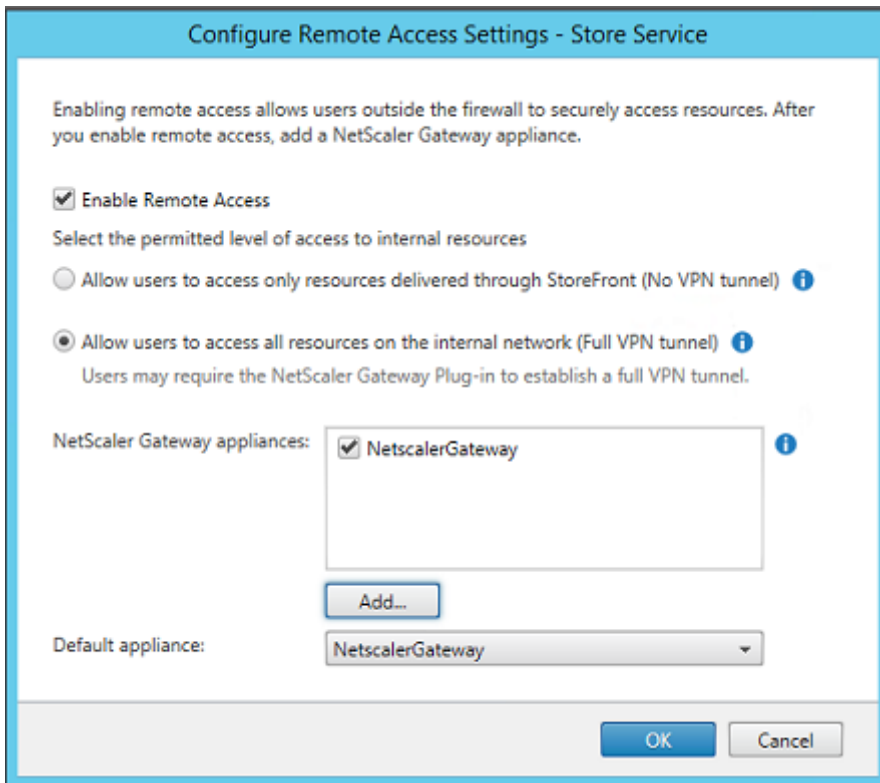 Configure Remote Access Settings - Store Service
Enabling remote access allows users outside the firewall to securely access resources. After
you enable remote access, add a NetScaler Gateway appliance.
Enable Remote Access
Select the permitted level of access to internal resources
Allow users to access only resources delivered through StoreFront (No VPN tunnel)
Allow users to access all resources on the internal network (Full VPN tunnel)
Users may require the NetScaler Gateway Plug-in to establish a full VPN tunnel.
NetScaler Gateway appliances:
NetscalerGateway
Add...
Default appliance:
NetscalerGateway
OK
Cancel